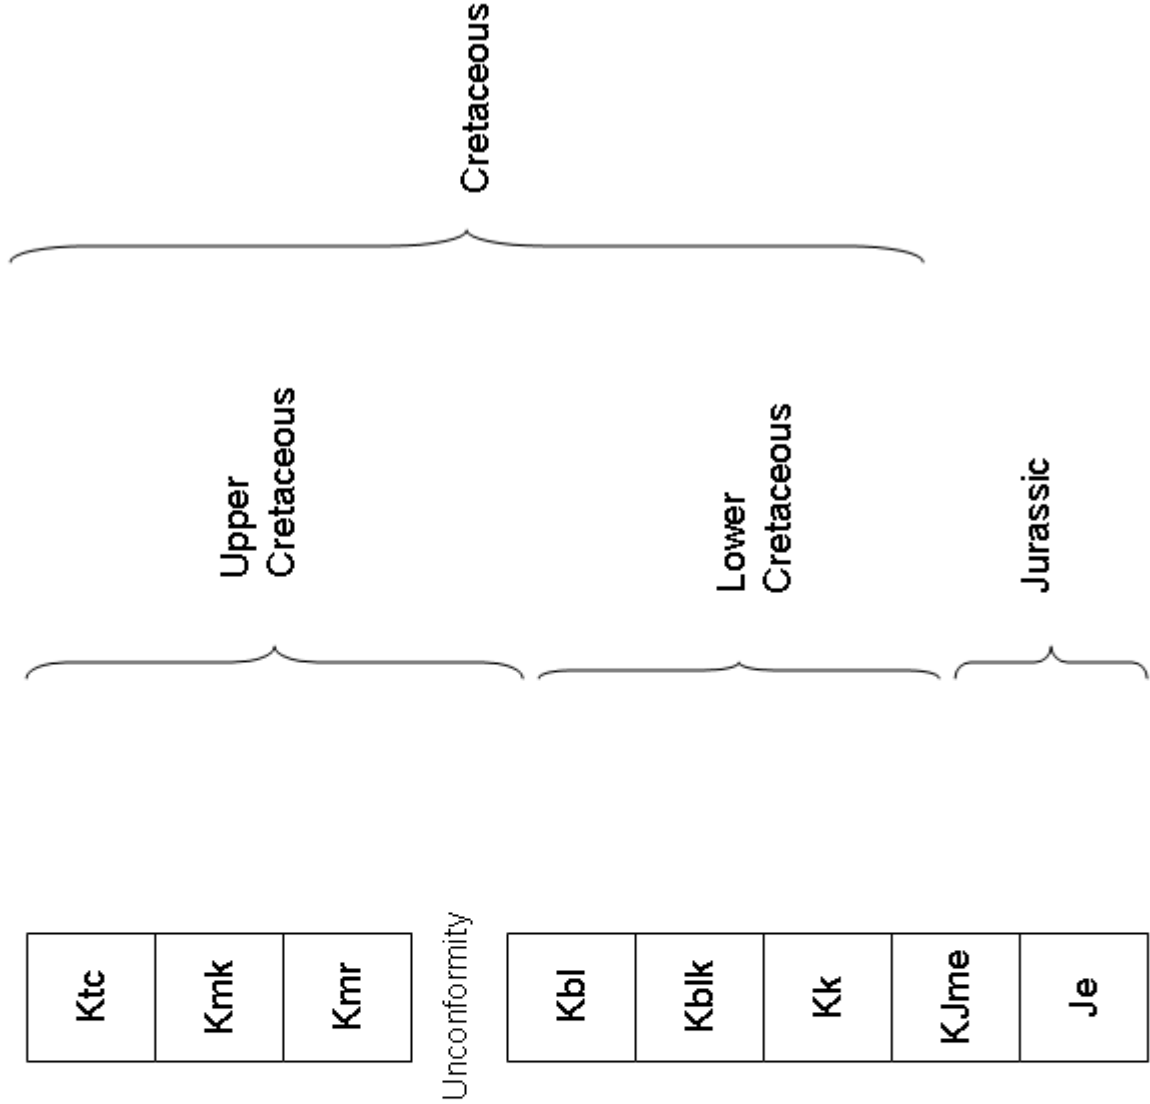 Ktc
Kmk
Kmr
Unconformity
Kbl
Kblk
Kk
KJme
Je
Upper
Cretaceous
Lower
Cretaceous
Jurassic
Cretaceous